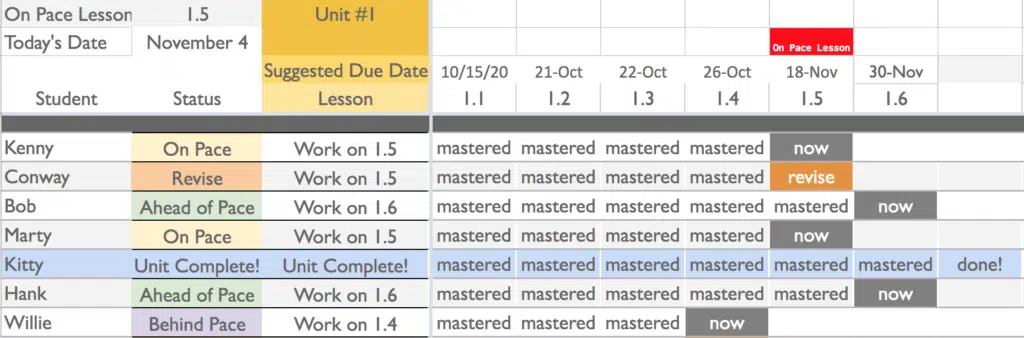 On Pace Lesson 1.5 Unit #1
Today's Date November 4 On Pace Lesson
Suggested Due Date 10/15/20 21-Oct 22-Oct 26-Oct 18-Nov 30-Nov
Student Status Lesson 1.1 1.2 1.3 1.4 1.5 1.6
Kenny On Pace Work on 1.5 mastered mastered mastered mastered now
Conway Revise Work on 1.5 mastered mastered mastered mastered revise
Bob Ahead of Pace Work on 1.6 mastered mastered mastered mastered mastered now
Marty On Pace Work on 1.5 mastered mastered mastered mastered now
Kitty Unit Complete! Unit Complete! mastered mastered mastered mastered mastered mastered done!
Hank Ahead of Pace Work on 1.6 mastered mastered mastered mastered mastered now
Willie Behind Pace Work on 1.4 mastered mastered mastered now